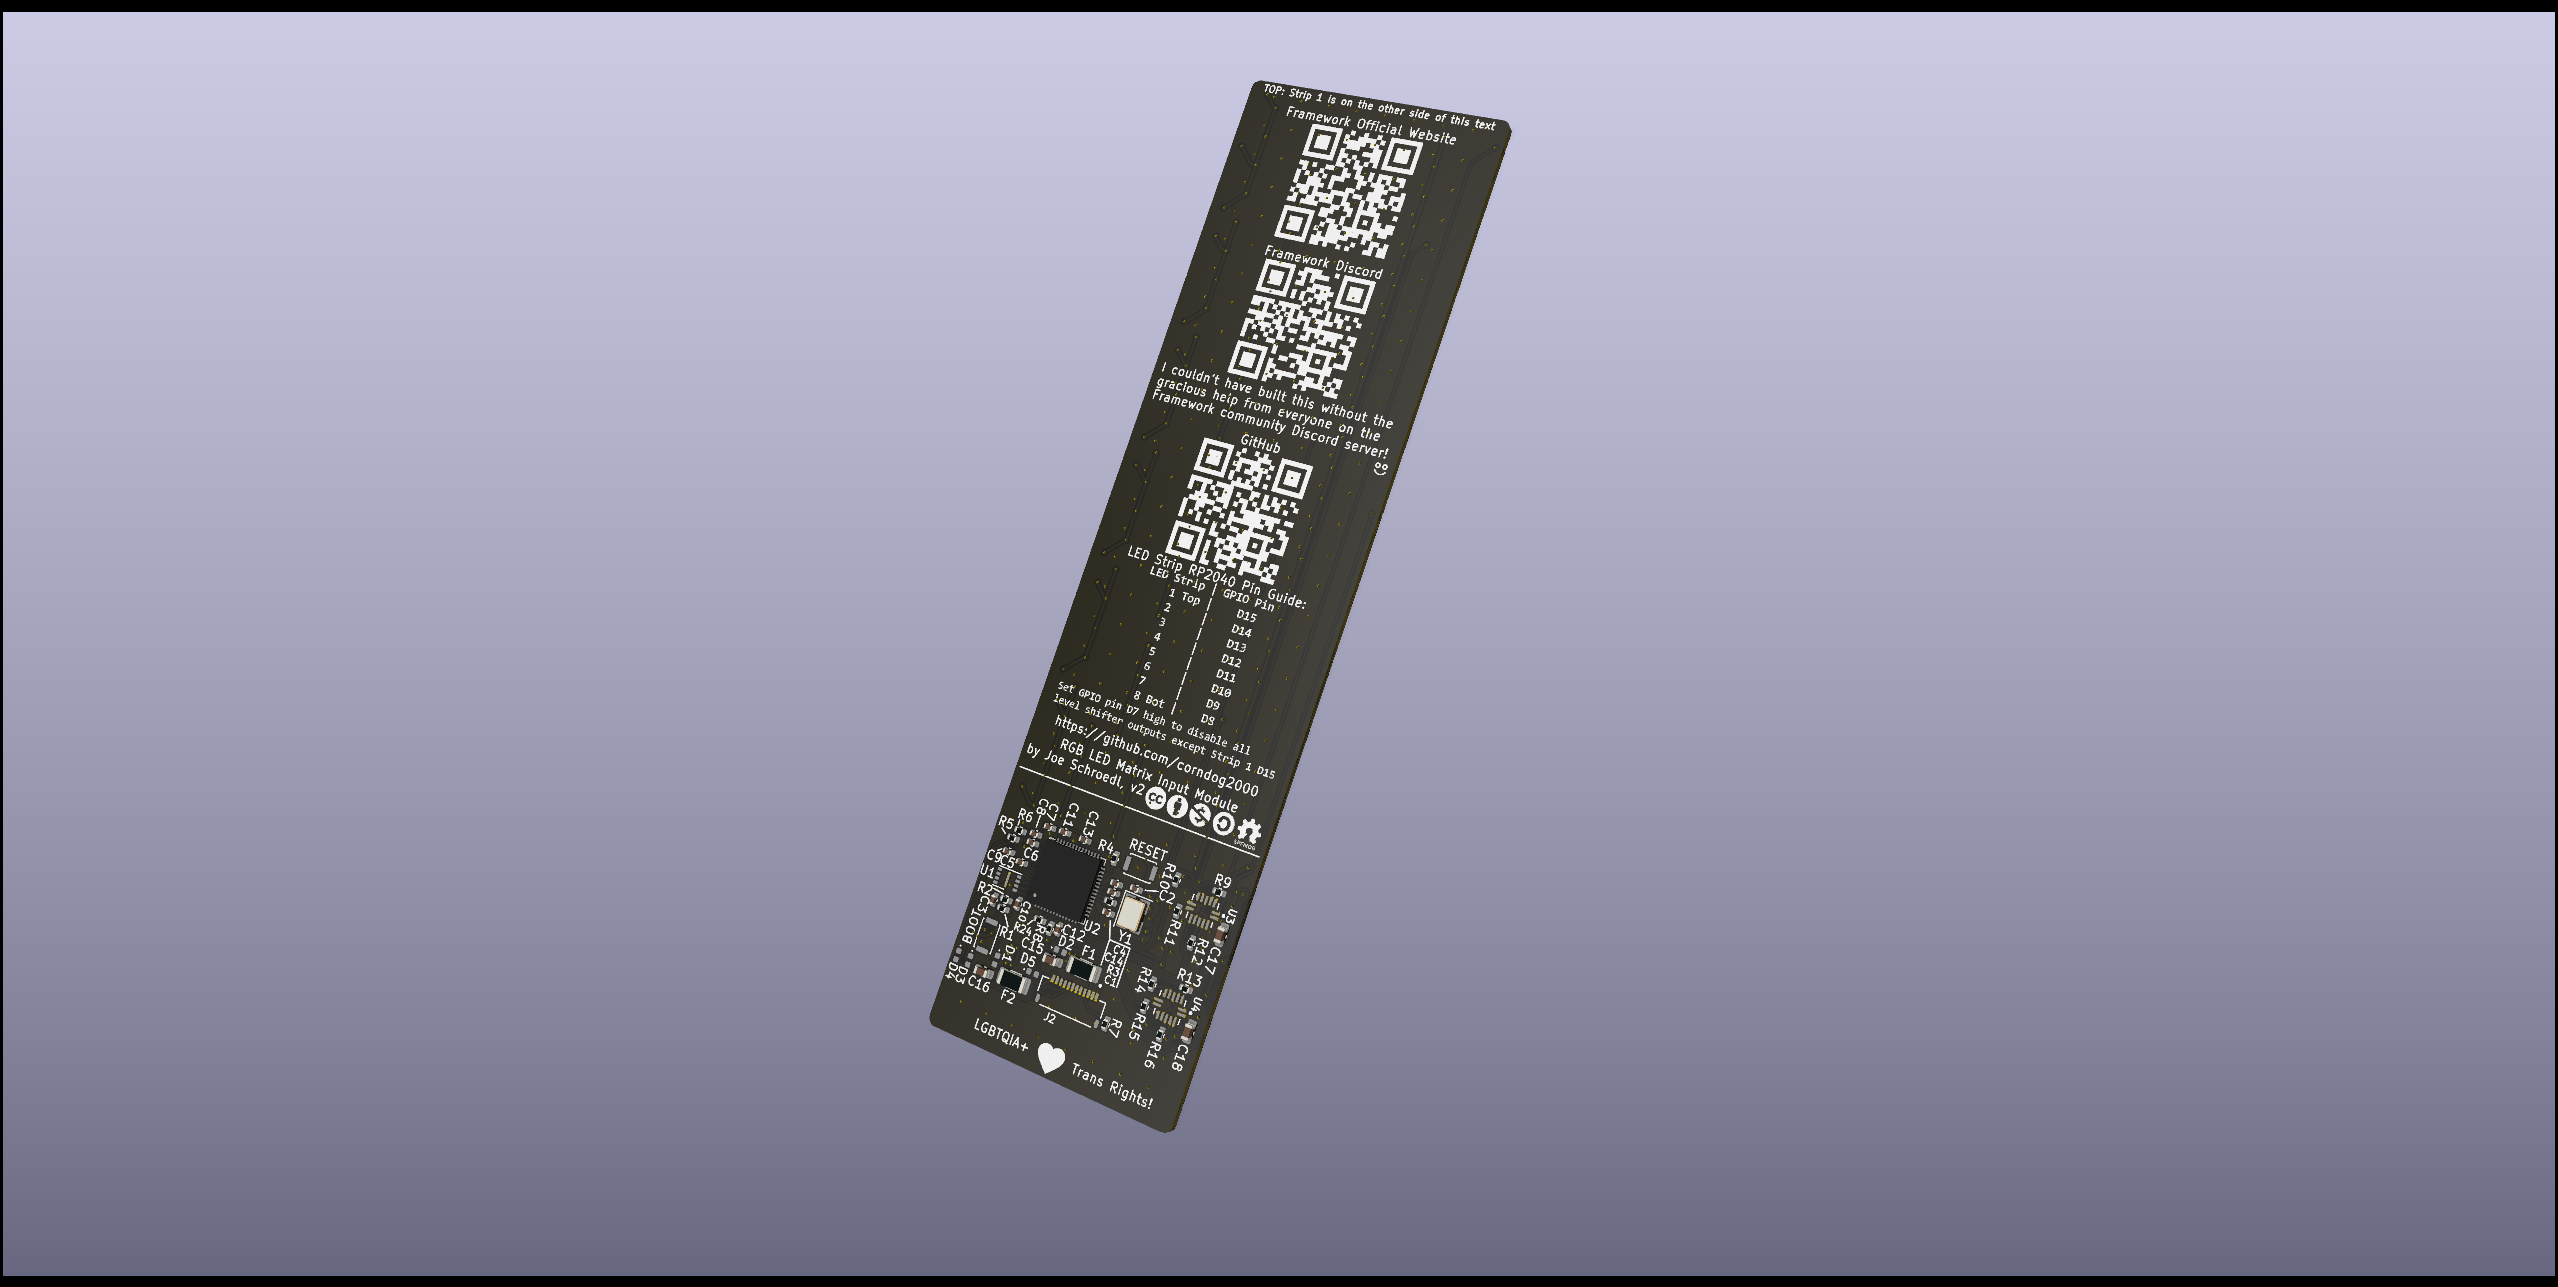 TOP: Strip 1 is on the other side of this text
Framework Official Website
Framework Discord
I couldn't have built this without the
gracious help from everyone on the
Framework community Discord server!
GitHub
LED Strip RP2040 Pin Guide:
LED Strip | GPIO Pin
1 Top | D15
2 | D14
3 | D13
4 | D12
5 | D11
6 | D10
7 | D9
8 Bot | D8
Set GPIO pin D7 high to disable all
level shifter outputs except Strip 1 D15
https://github.com/corndog2000
RGB LED Matrix Input Module
by Joe Schroedl, v2
cc
C8
C7
C11
C13
R6
R5
R4
RESET
C6
C9
C5
U1
R10
C2
R9
R2
C3
C10
U3
BOOT
R1
R24
R8
C12
U2
Y1
R11
R12
C17
C15
D2
F1
C4
C14
R3
C1
D1
D5
D4
D3
C16
F2
R14
R13
U4
J2
R7
R15
R16
C18
LGBTQIA+
Trans Rights!